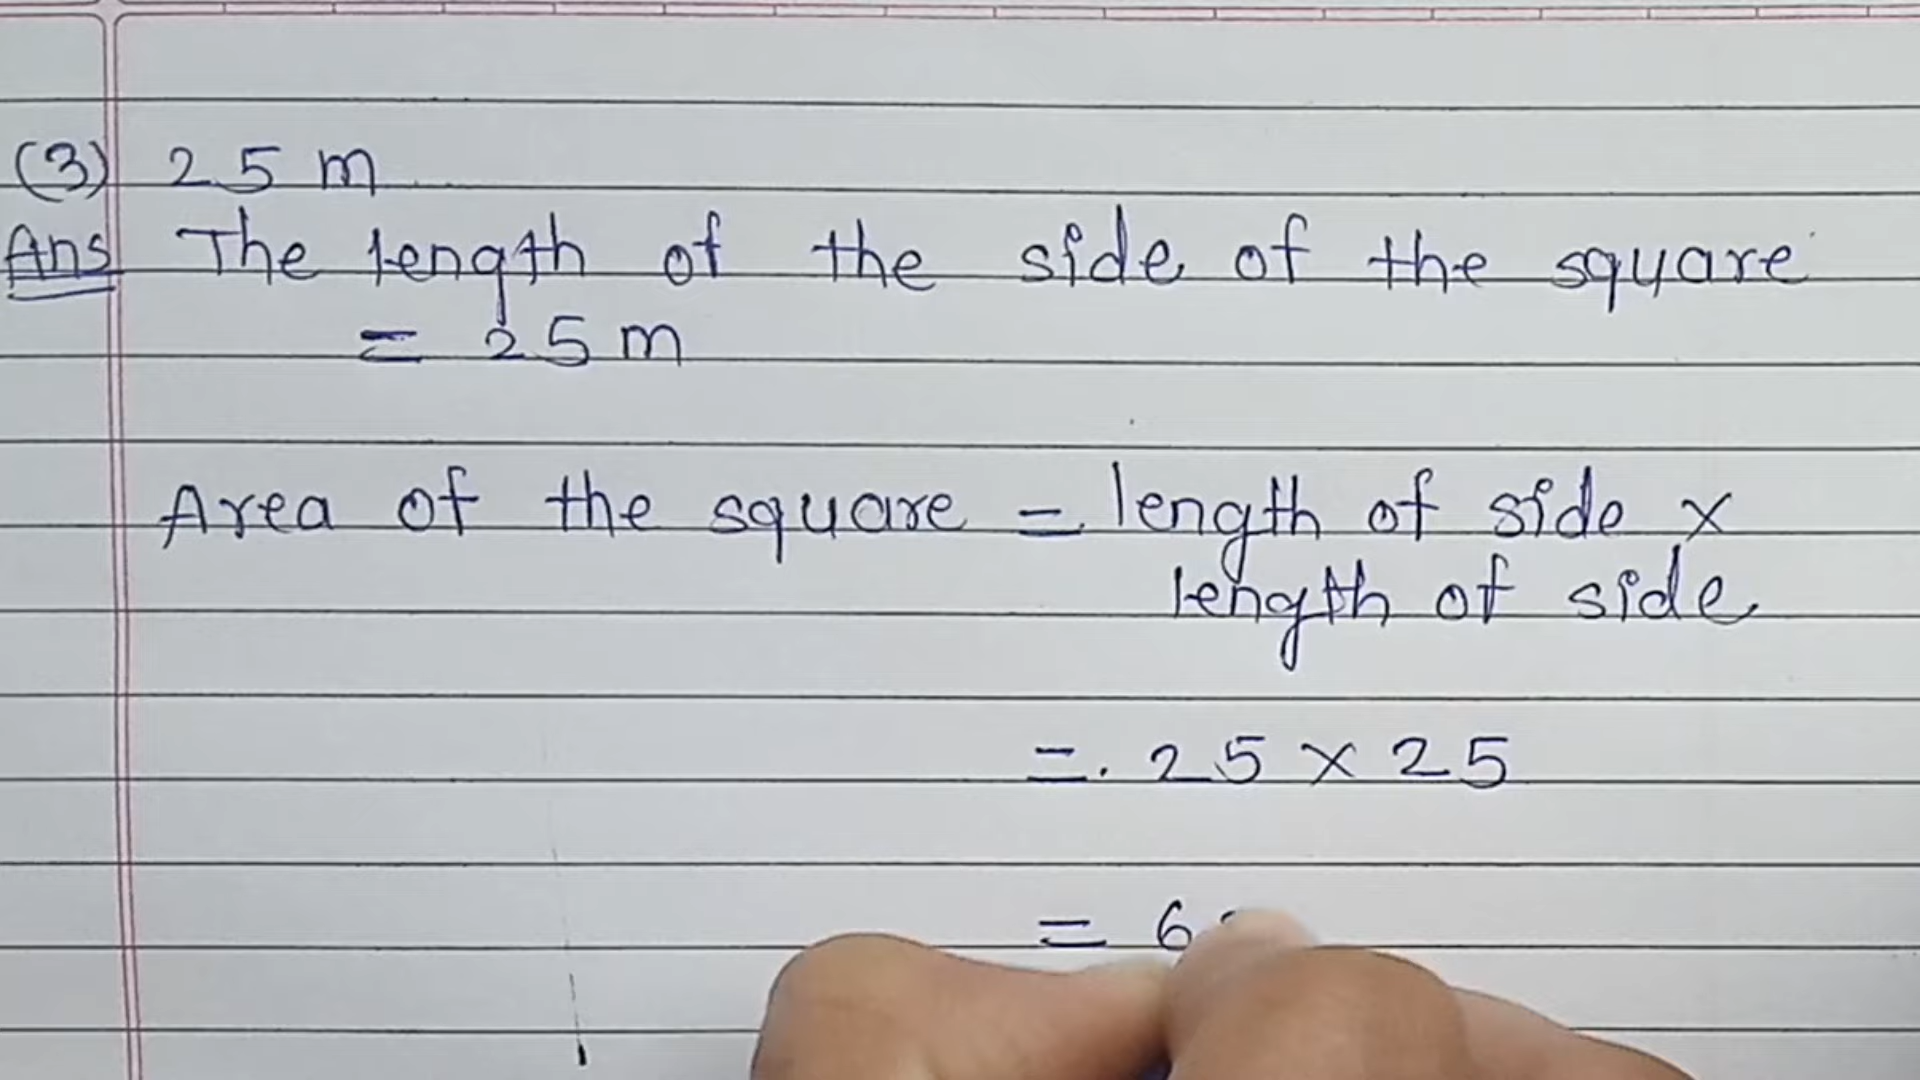 (3) 25 m
Ans The length of the side of the square
= 25 m
Area of the square = length of side ×
length of side
=. 25 × 25
= 6